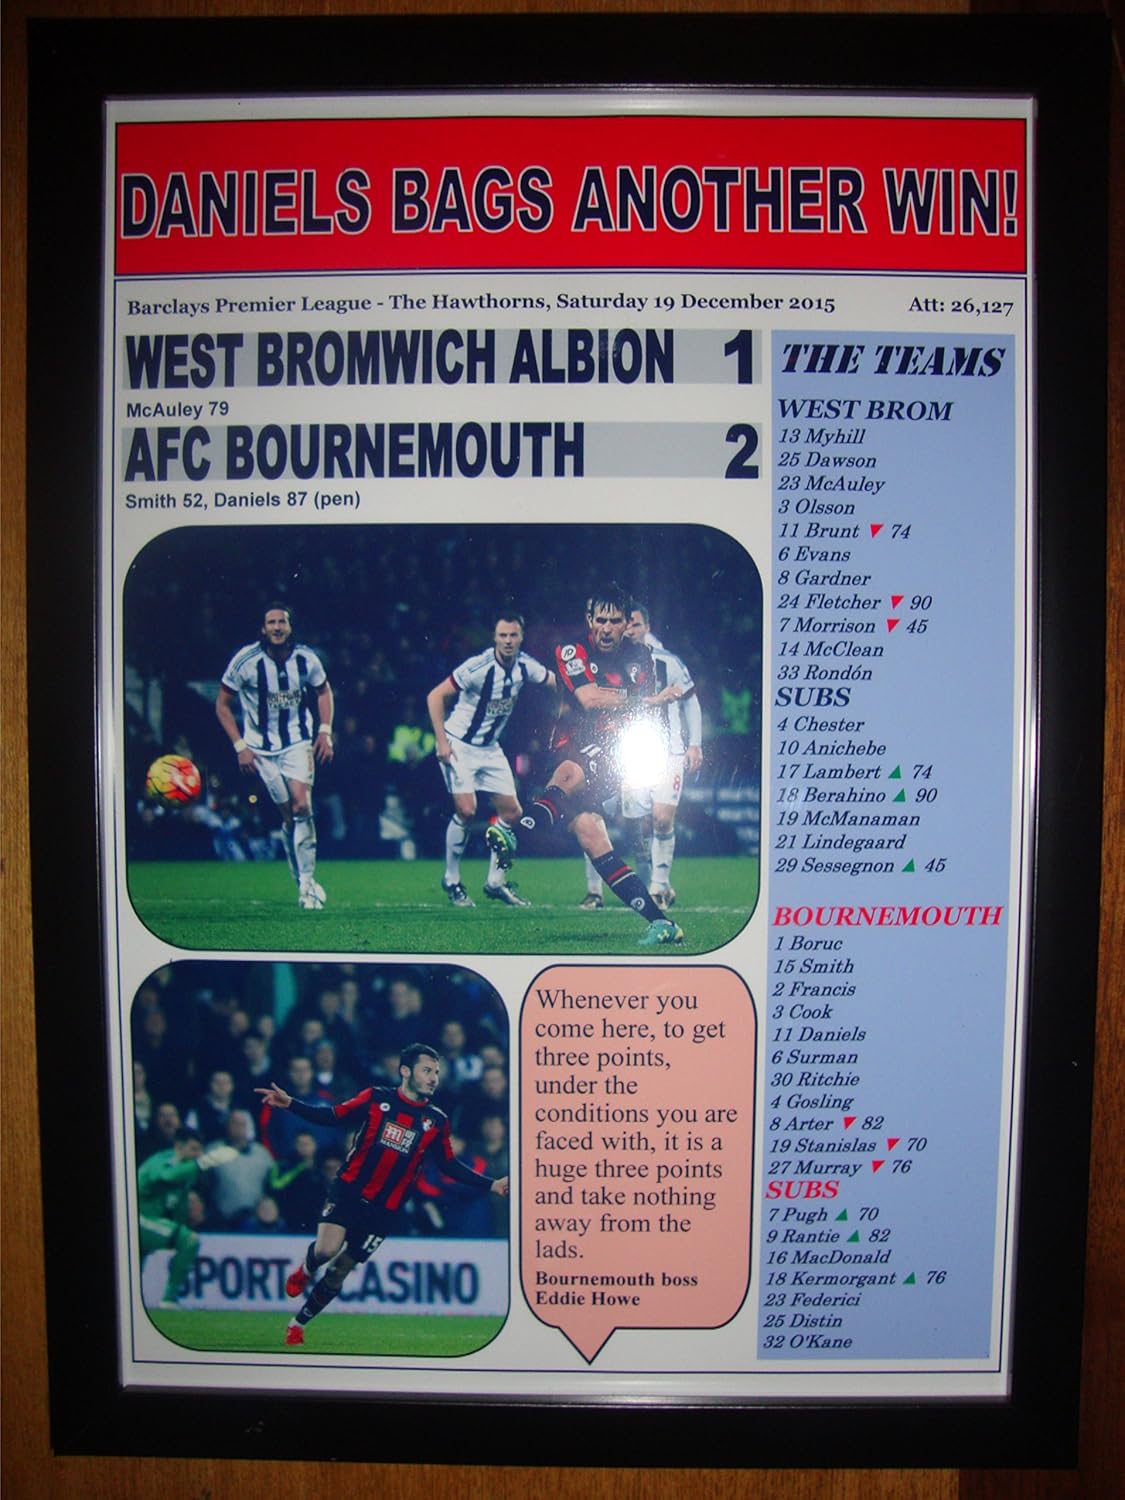 DANIELS BAGS ANOTHER WIN!
Barclays Premier League - The Hawthorns, Saturday 19 December 2015 Att: 26,127
WEST BROMWICH ALBION 1
McAuley 79
AFC BOURNEMOUTH 2
Smith 52, Daniels 87 (pen)
Whenever you
come here, to get
three points,
under the
conditions you are
faced with, it is a
huge three points
and take nothing
away from the
lads.
Bournemouth boss
Eddie Howe
MANSION
15
SPORT & CASINO
THE TEAMS
WEST BROM
13 Myhill
25 Dawson
23 McAuley
3 Olsson
11 Brunt ▼ 74
6 Evans
8 Gardner
24 Fletcher ▼ 90
7 Morrison ▼ 45
14 McClean
33 Rondón
SUBS
4 Chester
10 Anichebe
17 Lambert ▲ 74
18 Berahino ▲ 90
19 McManaman
21 Lindegaard
29 Sessegnon ▲ 45
BOURNEMOUTH
1 Boruc
15 Smith
2 Francis
3 Cook
11 Daniels
6 Surman
30 Ritchie
4 Gosling
8 Arter ▼ 82
19 Stanislas ▼ 70
27 Murray ▼ 76
SUBS
7 Pugh ▲ 70
9 Rantie ▲ 82
16 MacDonald
18 Kermorgant ▲ 76
23 Federici
25 Distin
32 O'Kane